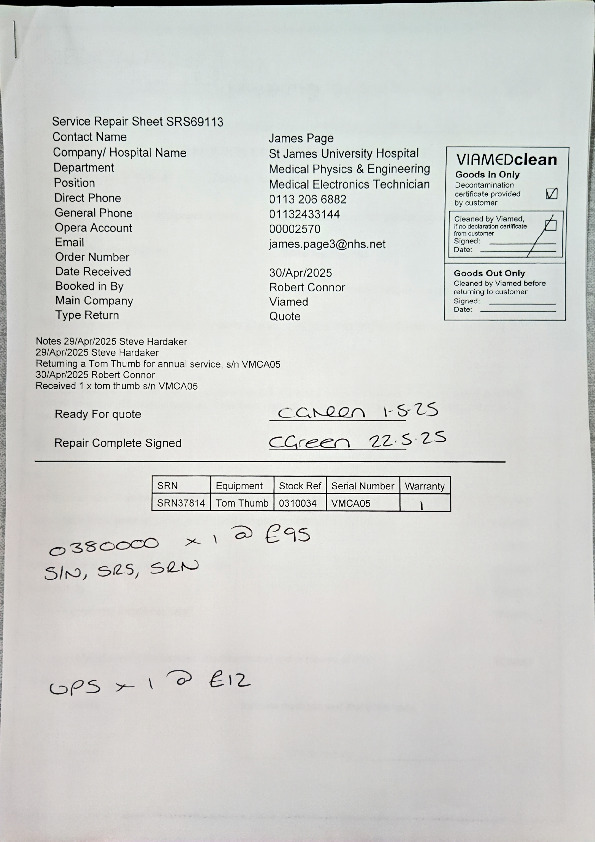 Service Repair Sheet SRS69113
Contact Name James Page
Company/ Hospital Name St James University Hospital
Department Medical Physics & Engineering
Position Medical Electronics Technician
Direct Phone 0113 206 6882
General Phone 01132433144
Opera Account 00002570
Email james.page3@nhs.net
Order Number
Date Received 30/Apr/2025
Booked in By Robert Connor
Main Company Viamed
Type Return Quote
VIAMEDclean
Goods In Only
Decontamination
certificate provided
by customer
Cleaned by Viamed,
if no declaration certificate
from customer
Signed:
Date:
Goods Out Only
Cleaned by Viamed before
returning to customer
Signed:
Date:
Notes 29/Apr/2025 Steve Hardaker
29/Apr/2025 Steve Hardaker
Returning a Tom Thumb for annual service, s/n VMCA05
30/Apr/2025 Robert Connor
Received 1 x tom thumb s/n VMCA05
Ready For quote CGreen 1-5-25
Repair Complete Signed CGreen 22.5.25
SRN Equipment Stock Ref Serial Number Warranty
SRN37814 Tom Thumb 0310034 VMCA05 1
0380000 x 1 @ £95
S/N, SRS, SRN
UPS x 1 @ £12